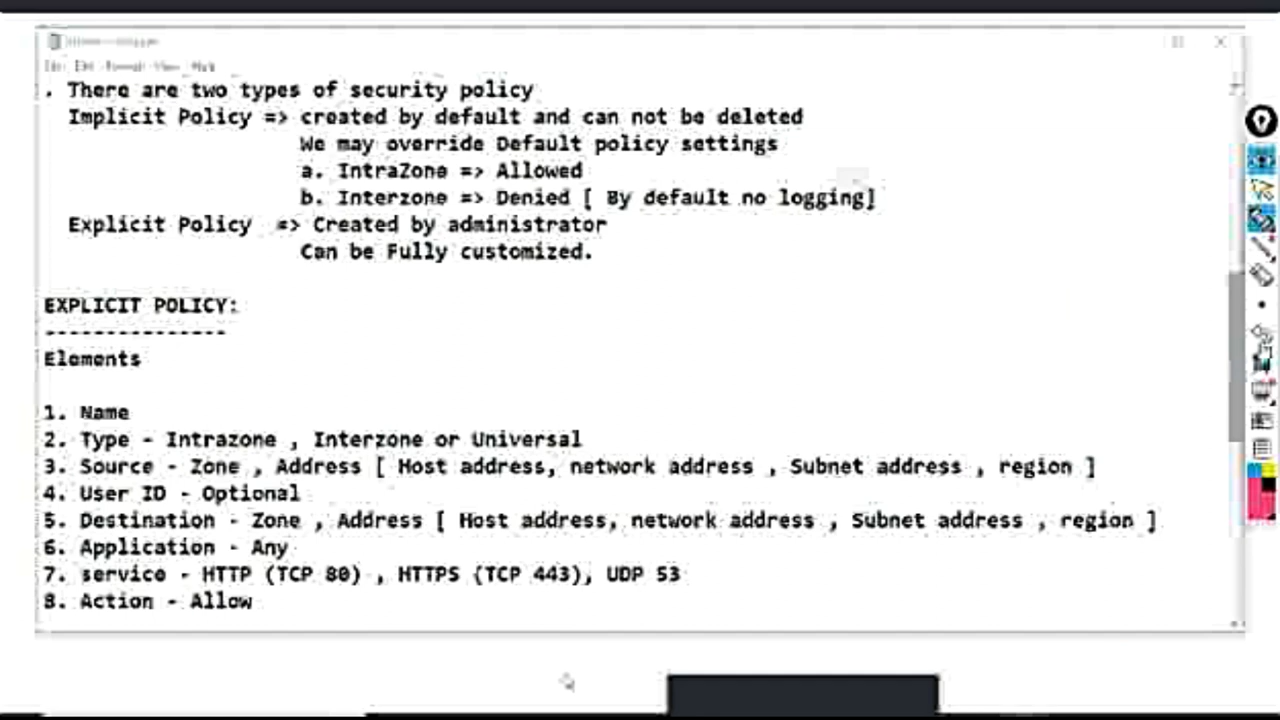 . There are two types of security policy
Implicit Policy => created by default and can not be deleted
We may override Default policy settings
a. IntraZone => Allowed
b. Interzone => Denied [ By default no logging]
Explicit Policy => Created by administrator
Can be Fully customized.
EXPLICIT POLICY:
---------------
Elements
1. Name
2. Type - Intrazone , Interzone or Universal
3. Source - Zone , Address [ Host address, network address , Subnet address , region ]
4. User ID - Optional
5. Destination - Zone , Address [ Host address, network address , Subnet address , region ]
6. Application - Any
7. service - HTTP (TCP 80) , HTTPS (TCP 443), UDP 53
8. Action - Allow